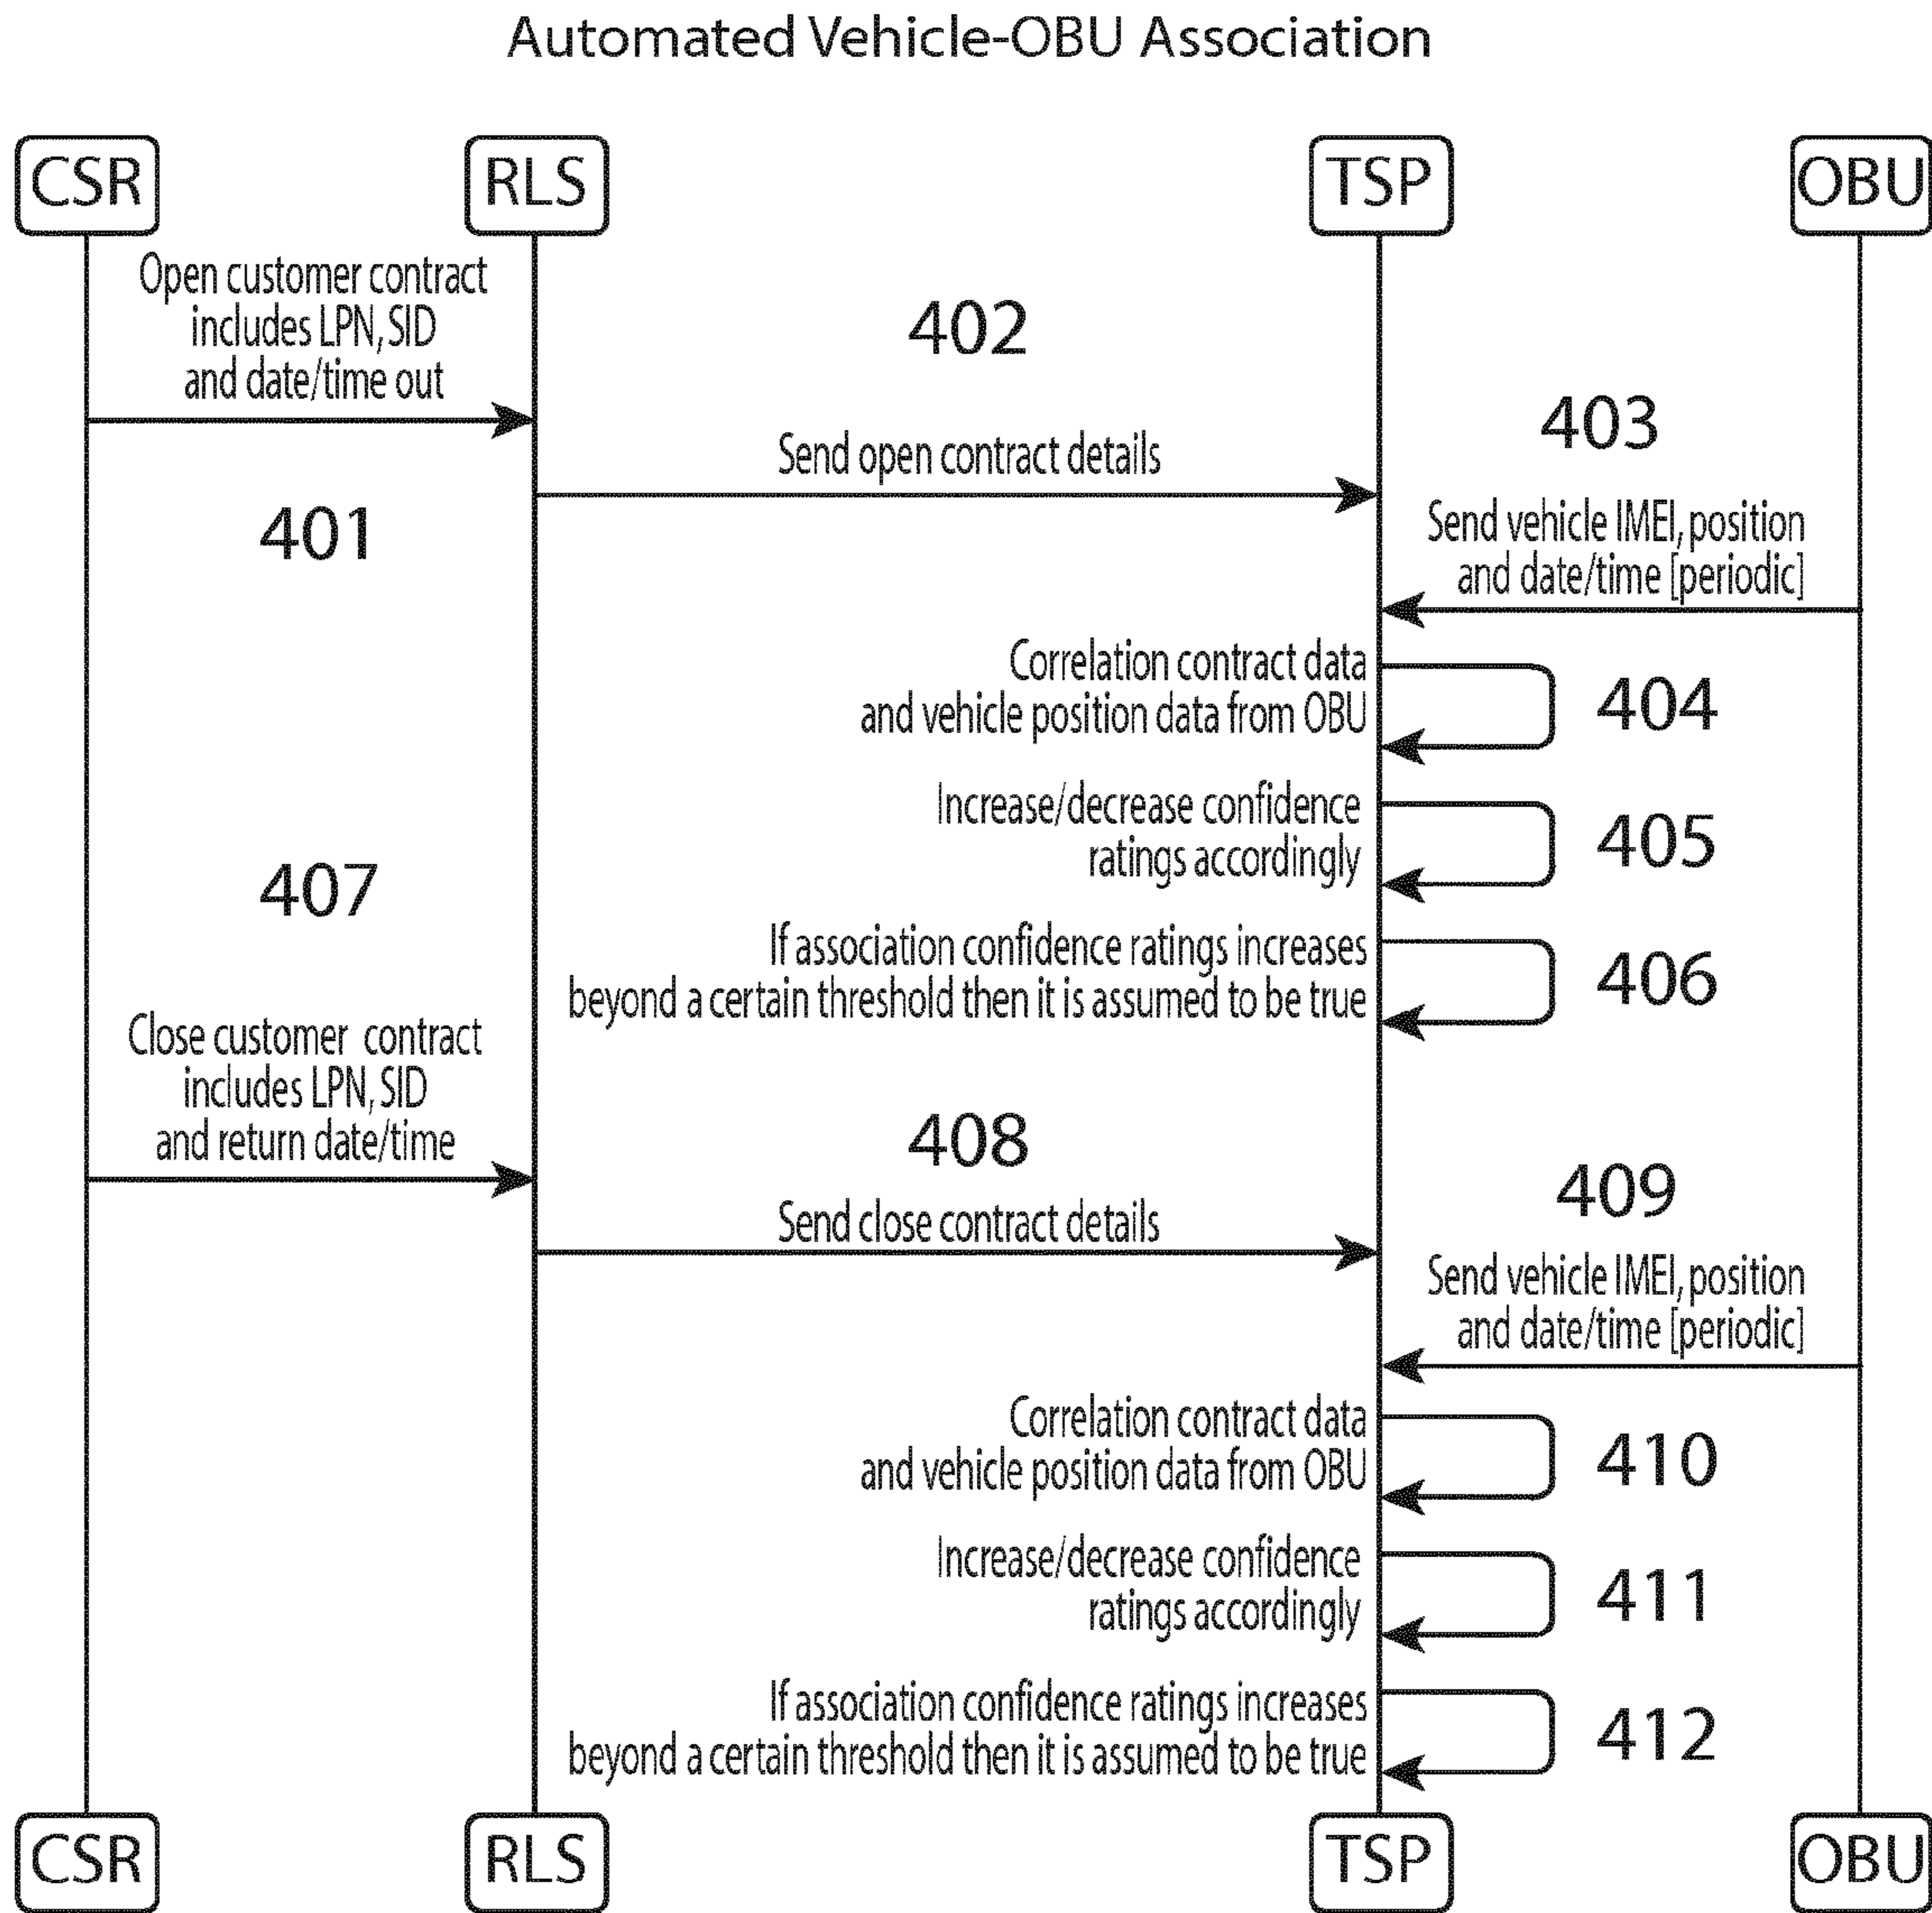 Automated Vehicle-OBU Association
CSR
RLS
TSP
OBU
Open customer contract
includes LPN, SID
and date/time out
401
402
Send open contract details
403
Send vehicle IMEI, position
and date/time [periodic]
Correlation contract data
and vehicle position data from OBU
404
Increase/decrease confidence
ratings accordingly
405
If association confidence ratings increases
beyond a certain threshold then it is assumed to be true
406
407
Close customer contract
includes LPN, SID
and return date/time
408
Send close contract details
409
Send vehicle IMEI, position
and date/time [periodic]
Correlation contract data
and vehicle position data from OBU
410
Increase/decrease confidence
ratings accordingly
411
If association confidence ratings increases
beyond a certain threshold then it is assumed to be true
412
CSR
RLS
TSP
OBU